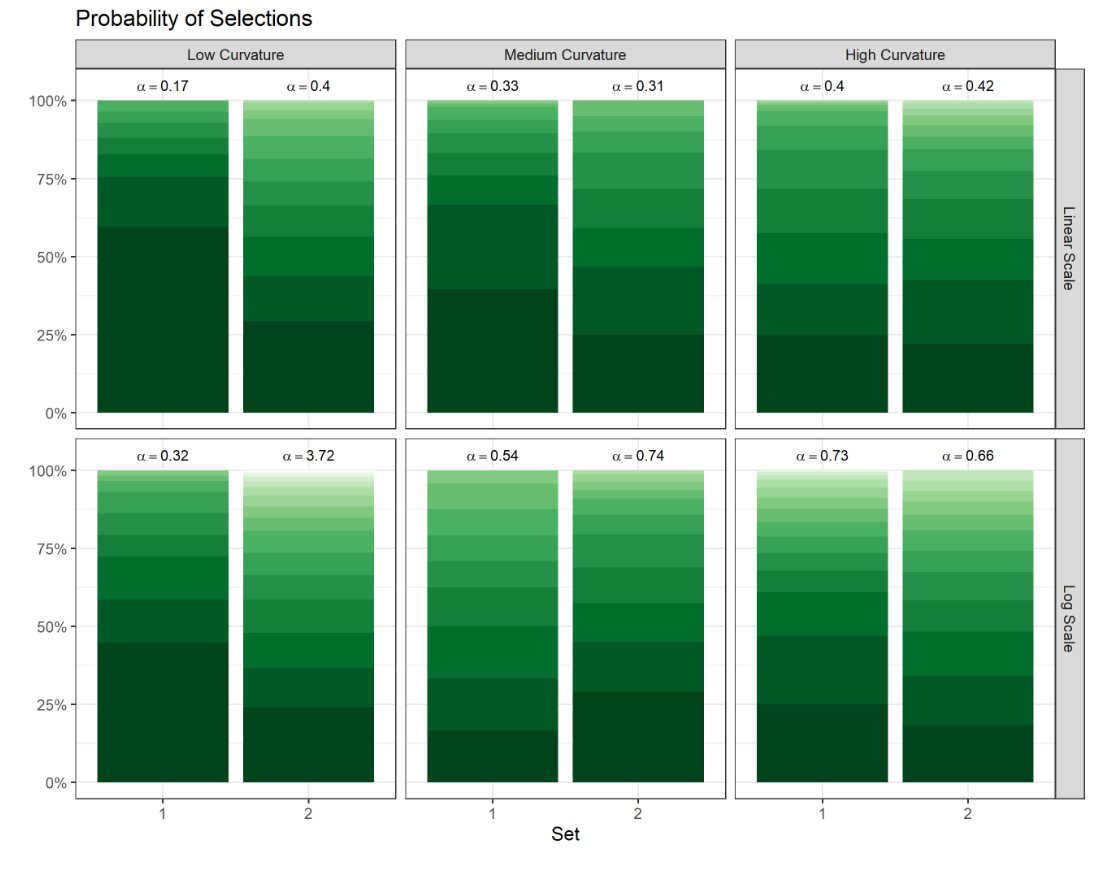 Probability of Selections
Low Curvature
Medium Curvature
High Curvature
α = 0.17
α = 0.4
α = 0.33
α = 0.31
α = 0.4
α = 0.42
100%
75%
50%
25%
0%
Linear Scale
α = 0.32
α = 3.72
α = 0.54
α = 0.74
α = 0.73
α = 0.66
100%
75%
50%
25%
0%
Log Scale
1
2
1
2
1
2
Set